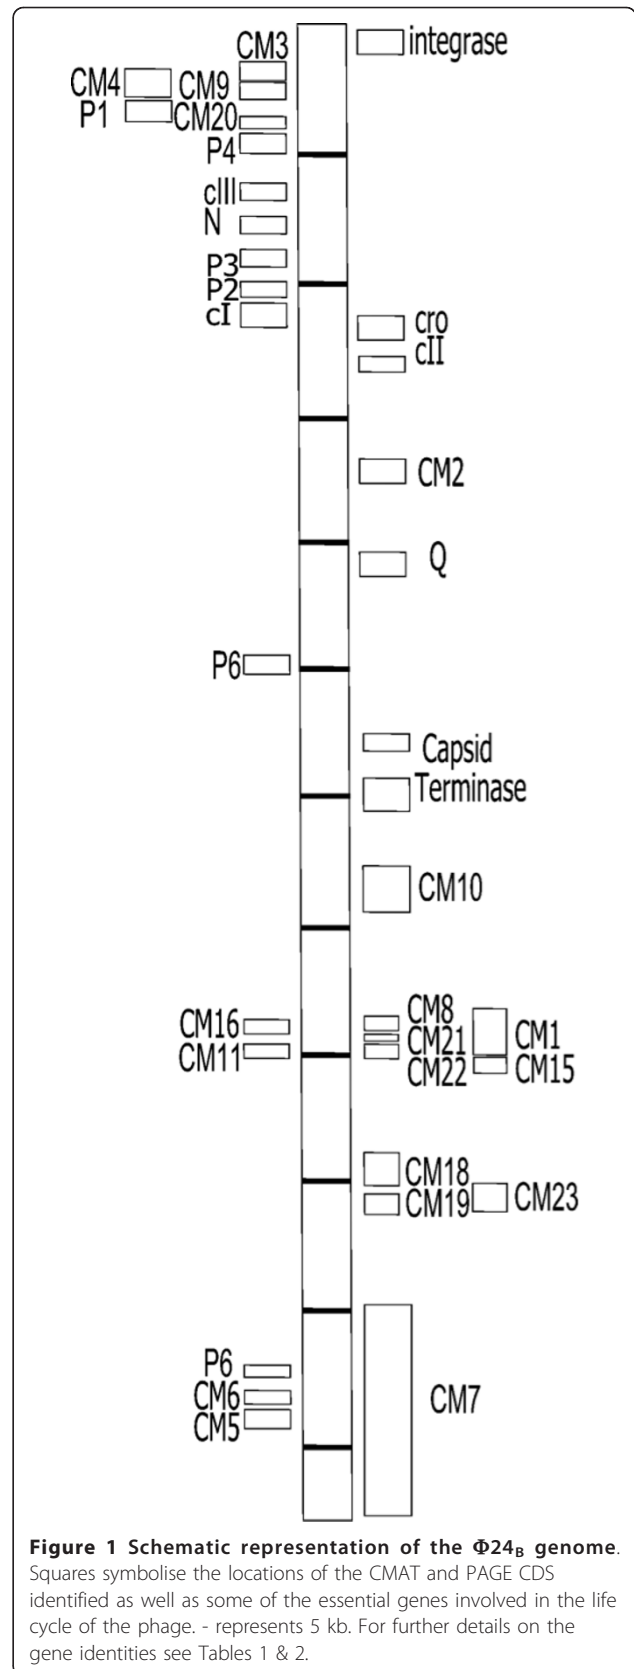 integrase
CM3
CM4
CM9
P1
CM20
P4
cIII
N
P3
P2
cI
cro
cII
CM2
Q
P6
Capsid
Terminase
CM10
CM8
CM16
CM21
CM1
CM11
CM22
CM15
CM18
CM19
CM23
P6
CM6
CM7
CM5
Figure 1 Schematic representation of the Φ24B genome.
Squares symbolise the locations of the CMAT and PAGE CDS
identified as well as some of the essential genes involved in the life
cycle of the phage. - represents 5 kb. For further details on the
gene identities see Tables 1 & 2.